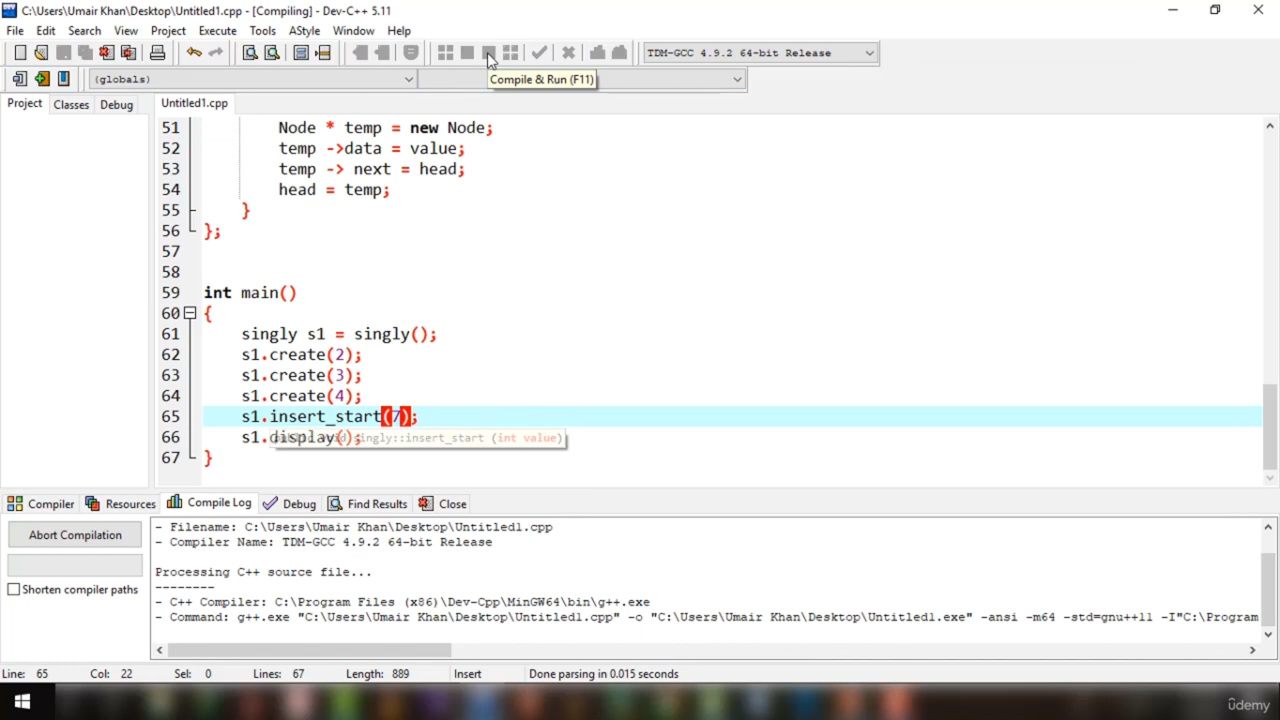 C:\Users\Umair Khan\Desktop\Untitled1.cpp - [Compiling] - Dev-C++ 5.11
File Edit Search View Project Execute Tools AStyle Window Help
TDM-GCC 4.9.2 64-bit Release
(globals)
Compile & Run (F11)
Project Classes Debug Untitled1.cpp
51 Node * temp = new Node;
52 temp ->data = value;
53 temp -> next = head;
54 head = temp;
55 }
56 };
57
58
59 int main()
60 {
61 singly s1 = singly();
62 s1.create(2);
63 s1.create(3);
64 s1.create(4);
65 s1.insert_start(7);
66 s1.display(); singly::insert_start (int value)
67 }
Compiler Resources Compile Log Debug Find Results Close
Abort Compilation
Shorten compiler paths
- Filename: C:\Users\Umair Khan\Desktop\Untitled1.cpp
- Compiler Name: TDM-GCC 4.9.2 64-bit Release
Processing C++ source file...
--------
- C++ Compiler: C:\Program Files (x86)\Dev-Cpp\MinGW64\bin\g++.exe
- Command: g++.exe "C:\Users\Umair Khan\Desktop\Untitled1.cpp" -o "C:\Users\Umair Khan\Desktop\Untitled1.exe" -ansi -m64 -std=gnu++11 -I"C:\Program
Line: 65 Col: 22 Sel: 0 Lines: 67 Length: 889 Insert Done parsing in 0.015 seconds
ûdemy